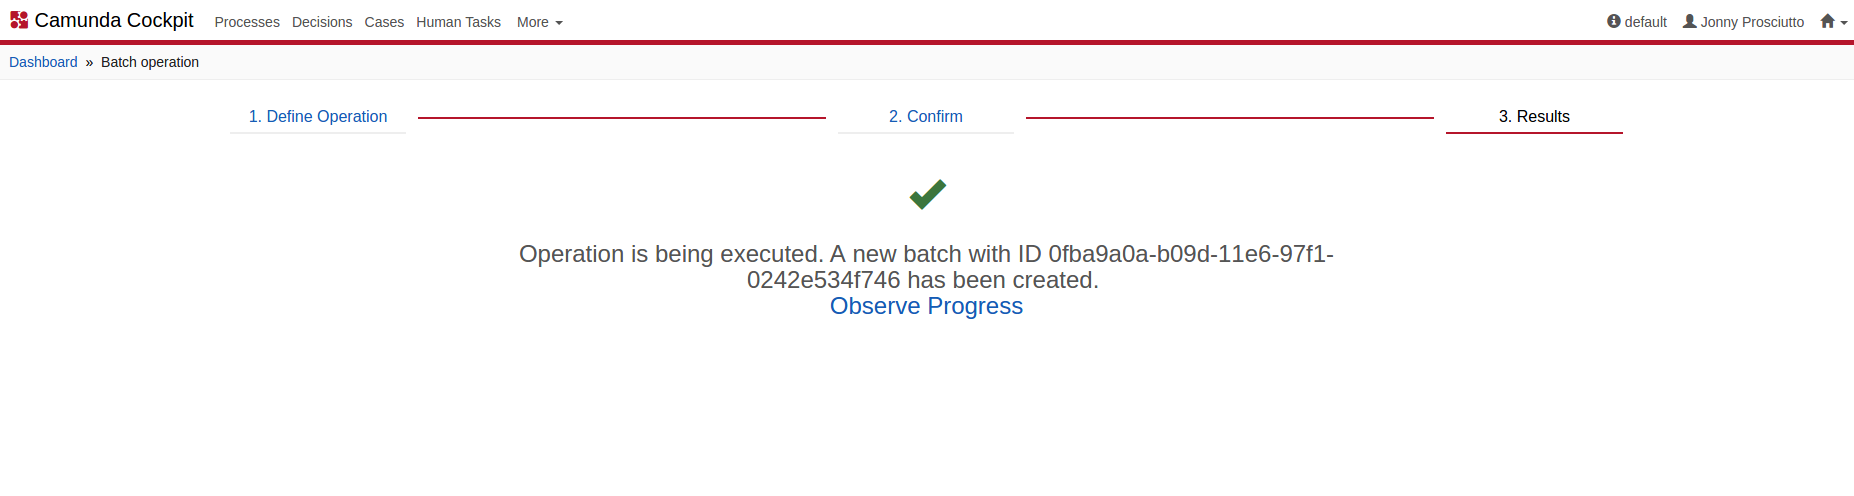 Camunda Cockpit Processes Decisions Cases Human Tasks More default Jonny Prosciutto
Dashboard » Batch operation
1. Define Operation 2. Confirm 3. Results
Operation is being executed. A new batch with ID 0fba9a0a-b09d-11e6-97f1-
0242e534f746 has been created.
Observe Progress